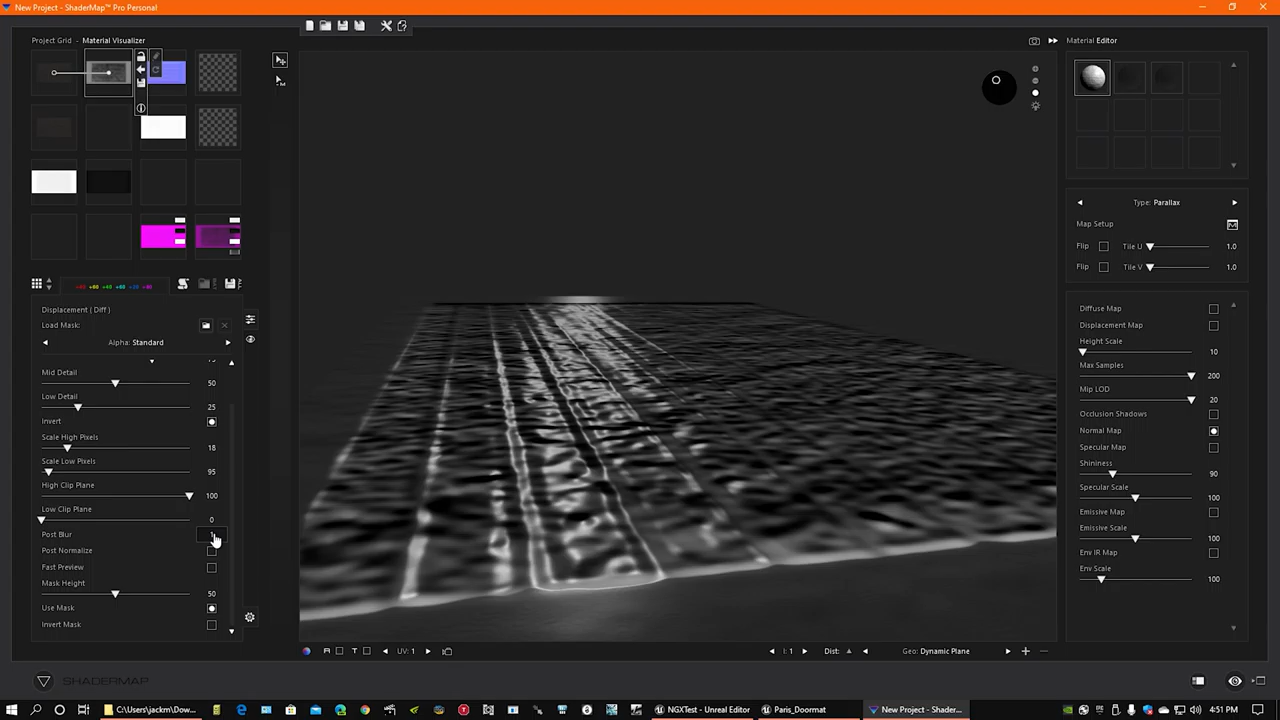 New Project - ShaderMap™ Pro Personal
Project Grid - Material Visualizer
Material Editor
Type: Parallax
Map Setup
Flip Tile U 1.0
Flip Tile V 1.0
Displacement ( Diff )
Load Mask:
Alpha: Standard
Mid Detail
50
Low Detail
25
Invert
Scale High Pixels
18
Scale Low Pixels
95
High Clip Plane
100
Low Clip Plane
0
Post Blur
Post Normalize
Fast Preview
Mask Height
50
Use Mask
Invert Mask
Diffuse Map
Displacement Map
Height Scale
10
Max Samples
200
Mip LOD
20
Occlusion Shadows
Normal Map
Specular Map
Shininess
90
Specular Scale
100
Emissive Map
Emissive Scale
100
Env IR Map
Env Scale
100
R T UV: 1 I: 1 Dist: Geo: Dynamic Plane
SHADERMAP
C:\Users\jackm\Dow... NGXTest - Unreal Editor Paris_Doormat New Project - Shader... 4:51 PM